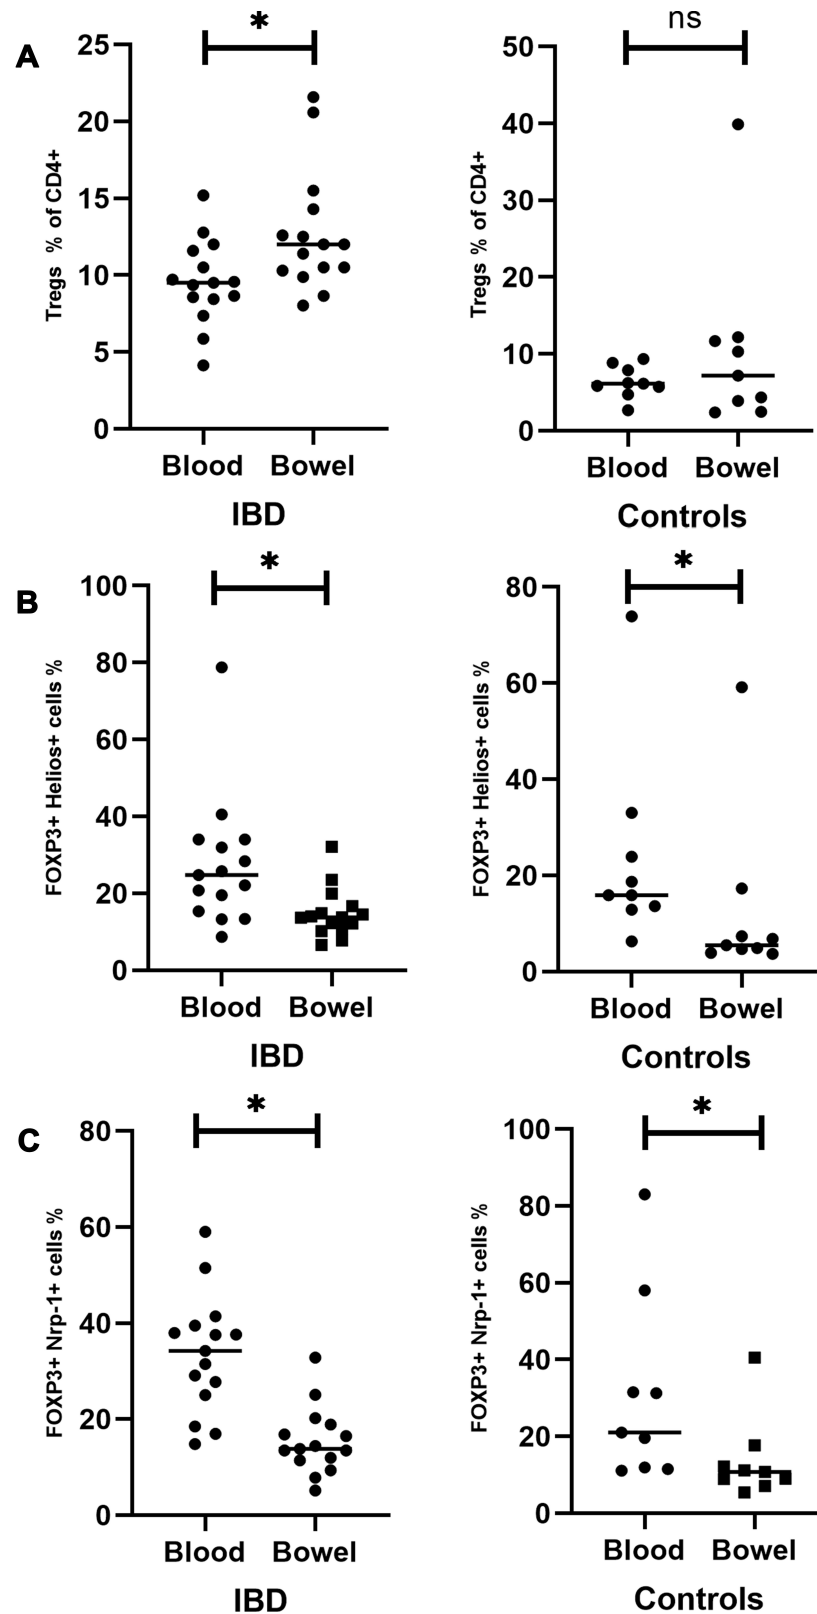 A
*
ns
Tregs % of CD4+
25
20
15
10
5
0
Blood Bowel
IBD
Tregs % of CD4+
50
40
30
20
10
0
Blood Bowel
Controls
B
*
*
FOXP3+ Helios+ cells %
100
80
60
40
20
0
Blood Bowel
IBD
FOXP3+ Helios+ cells %
80
60
40
20
0
Blood Bowel
Controls
C
*
*
FOXP3+ Nrp-1+ cells %
80
60
40
20
0
Blood Bowel
IBD
FOXP3+ Nrp-1+ cells %
100
80
60
40
20
0
Blood Bowel
Controls